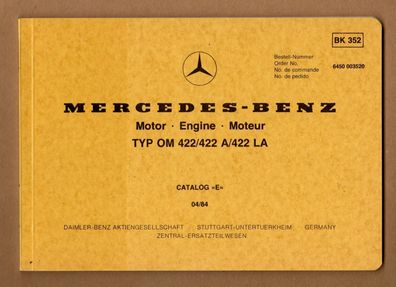 BK 352
Bestell-Nummer
Order No.
No. de commande
No. de pedido
6450 003520
MERCEDES-BENZ
Motor · Engine · Moteur
TYP OM 422/422 A/422 LA
CATALOG »E«
04/84
DAIMLER-BENZ AKTIENGESELLSCHAFT STUTTGART-UNTERTUERKHEIM GERMANY
ZENTRAL-ERSATZTEILWESEN